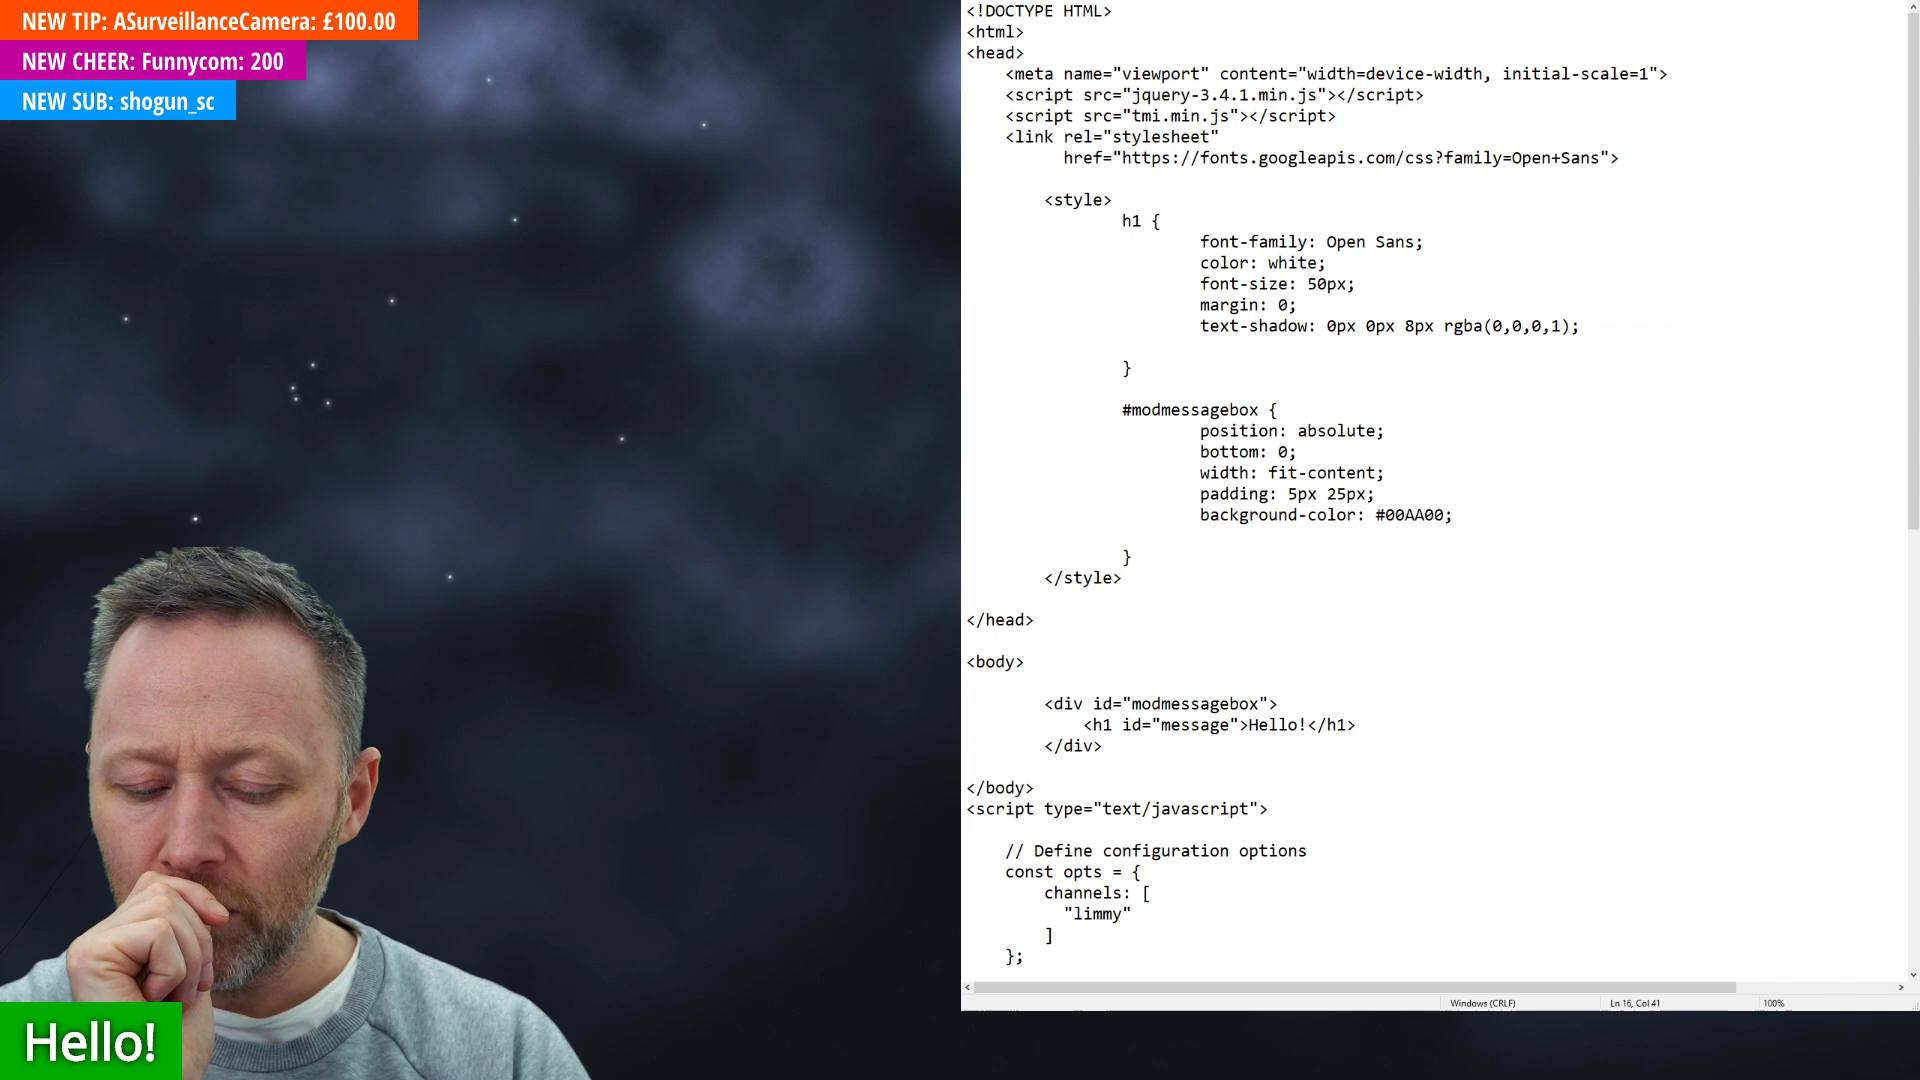 NEW TIP: ASurveillanceCamera: £100.00
NEW CHEER: Funnycom: 200
NEW SUB: shogun_sc
<!DOCTYPE HTML>
<html>
<head>
<meta name="viewport" content="width=device-width, initial-scale=1">
<script src="jquery-3.4.1.min.js"></script>
<script src="tmi.min.js"></script>
<link rel="stylesheet"
href="https://fonts.googleapis.com/css?family=Open+Sans">
<style>
h1 {
font-family: Open Sans;
color: white;
font-size: 50px;
margin: 0;
text-shadow: 0px 0px 8px rgba(0,0,0,1);
}
#modmessagebox {
position: absolute;
bottom: 0;
width: fit-content;
padding: 5px 25px;
background-color: #00AA00;
}
</style>
</head>
<body>
<div id="modmessagebox">
<h1 id="message">Hello!</h1>
</div>
</body>
<script type="text/javascript">
// Define configuration options
const opts = {
channels: [
"limmy"
]
};
Windows (CRLF)
Ln 16, Col 41
100%
Hello!